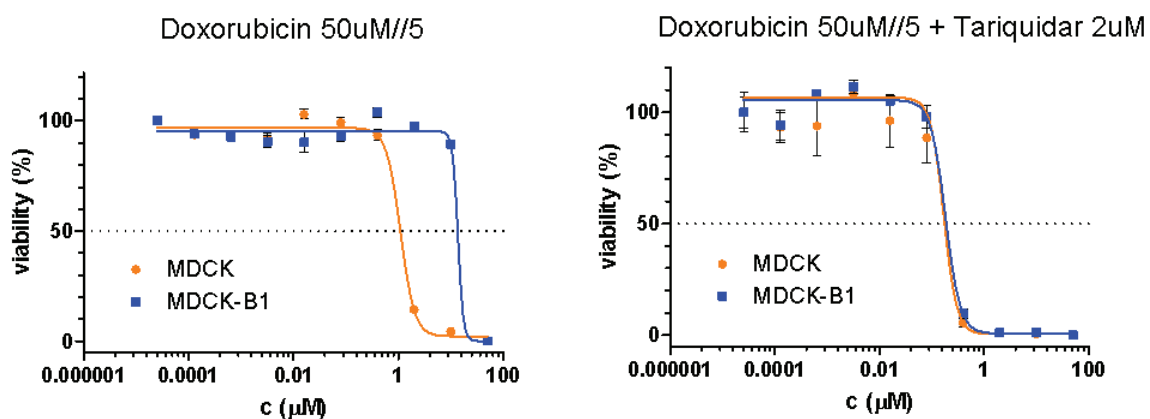 Doxorubicin 50uM//5
viability (%)
100
50
0
MDCK
MDCK-B1
0.000001 0.0001 0.01 1 100
c (μM)
Doxorubicin 50uM//5 + Tariquidar 2uM
viability (%)
100
50
0
MDCK
MDCK-B1
0.000001 0.0001 0.01 1 100
c (μM)